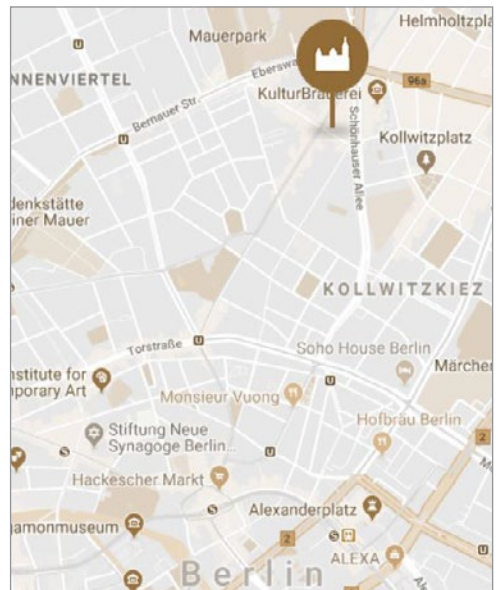 Helmholtzpla
Mauerpark
U
U
NNENVIERTEL
Eberswa
96a
KulturBrauerei
Bernauer Str.
U
Schönhauser Allee
Kollwitzplatz
denkstätte
iner Mauer
KOLLWITZKIEZ
Torstraße
U
Soho House Berlin
Märchen
nstitute for
mporary Art
U
Monsieur Vuong
Hofbräu Berlin
Stiftung Neue
Synagoge Berlin...
2
S
U
Hackescher Markt
S
Alexanderplatz
gamonmuseum
2
S
U
ALEXA
Berlin